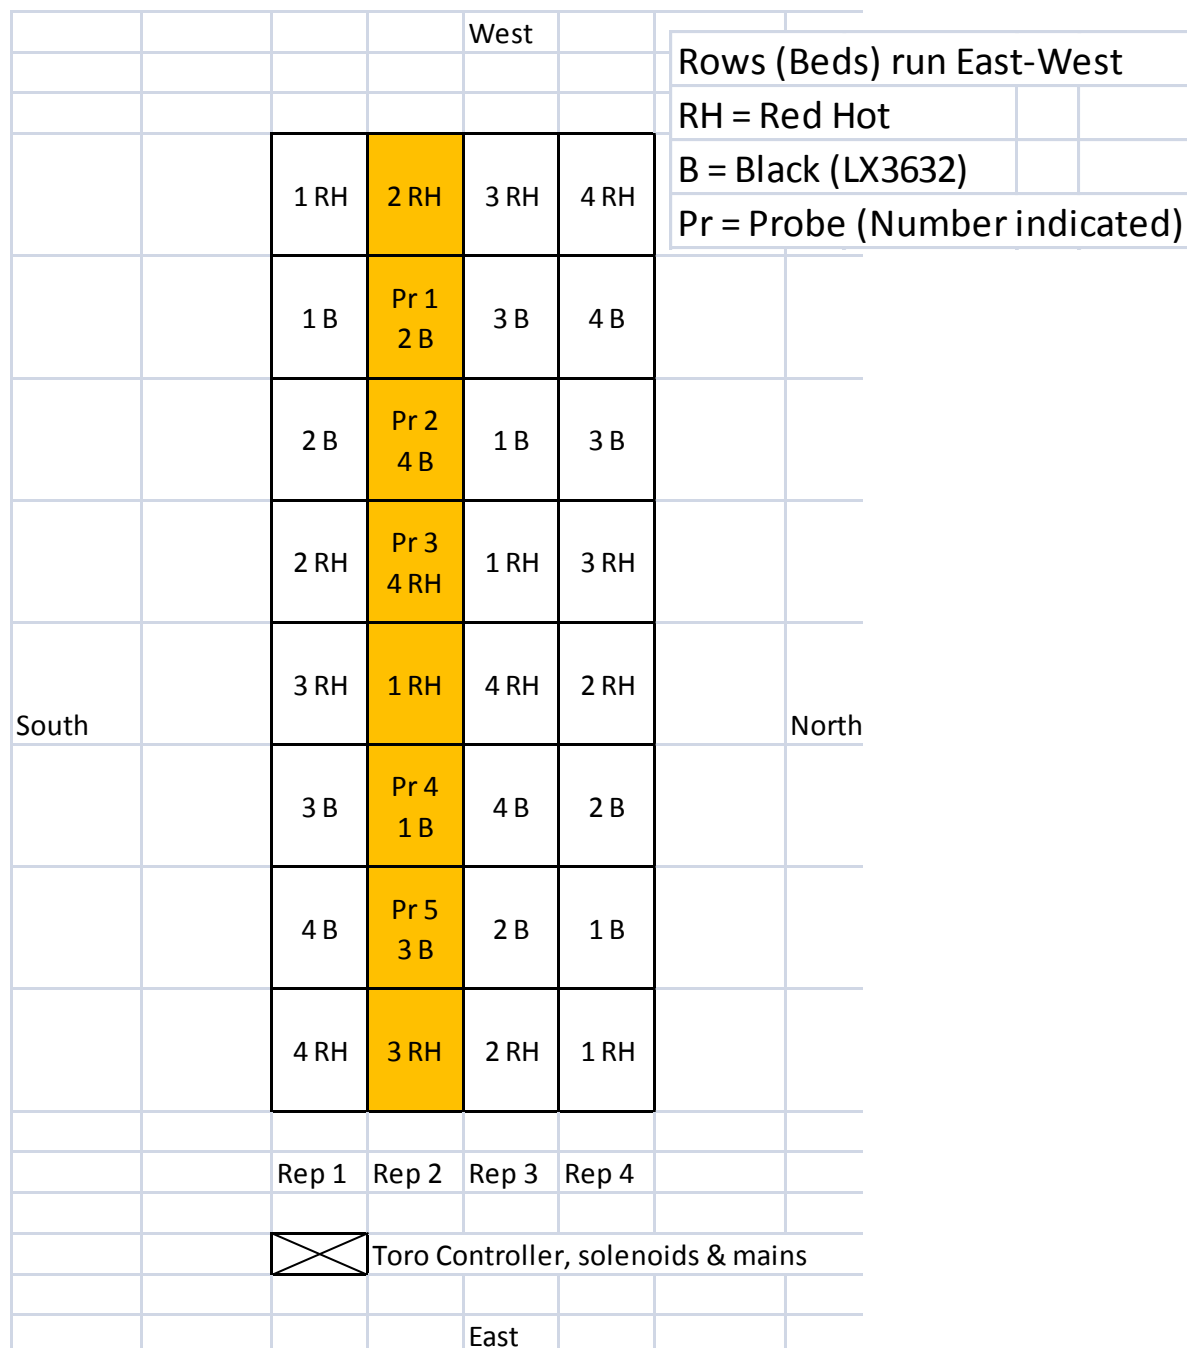 West
Rows (Beds) run East-West
RH = Red Hot
B = Black (LX3632)
Pr = Probe (Number indicated)
1 RH 2 RH 3 RH 4 RH
Pr 1
1 B 2 B 3 B 4 B
Pr 2
2 B 4 B 1 B 3 B
Pr 3
2 RH 4 RH 1 RH 3 RH
3 RH 1 RH 4 RH 2 RH
South North
Pr 4
3 B 1 B 4 B 2 B
Pr 5
4 B 3 B 2 B 1 B
4 RH 3 RH 2 RH 1 RH
Rep 1 Rep 2 Rep 3 Rep 4
Toro Controller, solenoids & mains
East